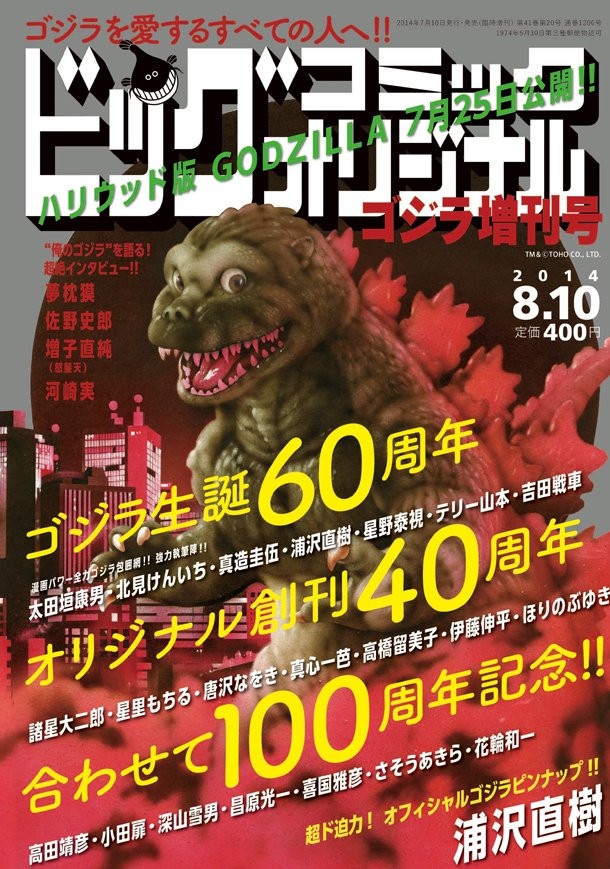 ゴジラを愛するすべての人へ!!
2014年7月10日発行・発売(臨時増刊) 第41巻第20号 通巻1206号
1974年5月30日第三種郵便物認可
ビッグコミック
オリジナル
ハリウッド版 GODZILLA 7月25日公開!!
ゴジラ増刊号
TM&©TOHO CO., LTD.
2014
8.10
定価400円
“俺のゴジラ”を語る!
超絶インタビュー!!
夢枕獏
佐野史郎
増子直純
(怒髪天)
河崎実
ゴジラ生誕60周年
漫画パワー全力ゴジラ包囲網!! 強力執筆陣!!
太田垣康男・北見けんいち・真造圭伍・浦沢直樹・星野泰視・テリー山本・吉田戦車
オリジナル創刊40周年
諸星大二郎・星里もちる・唐沢なをき・真心一芭・高橋留美子・伊藤伸平・ほりのぶゆき
合わせて100周年記念!!
高田靖彦・小田扉・深山雪男・昌原光一・喜国雅彦・さそうあきら・花輪和一
超ド迫力! オフィシャルゴジラピンナップ!!
浦沢直樹